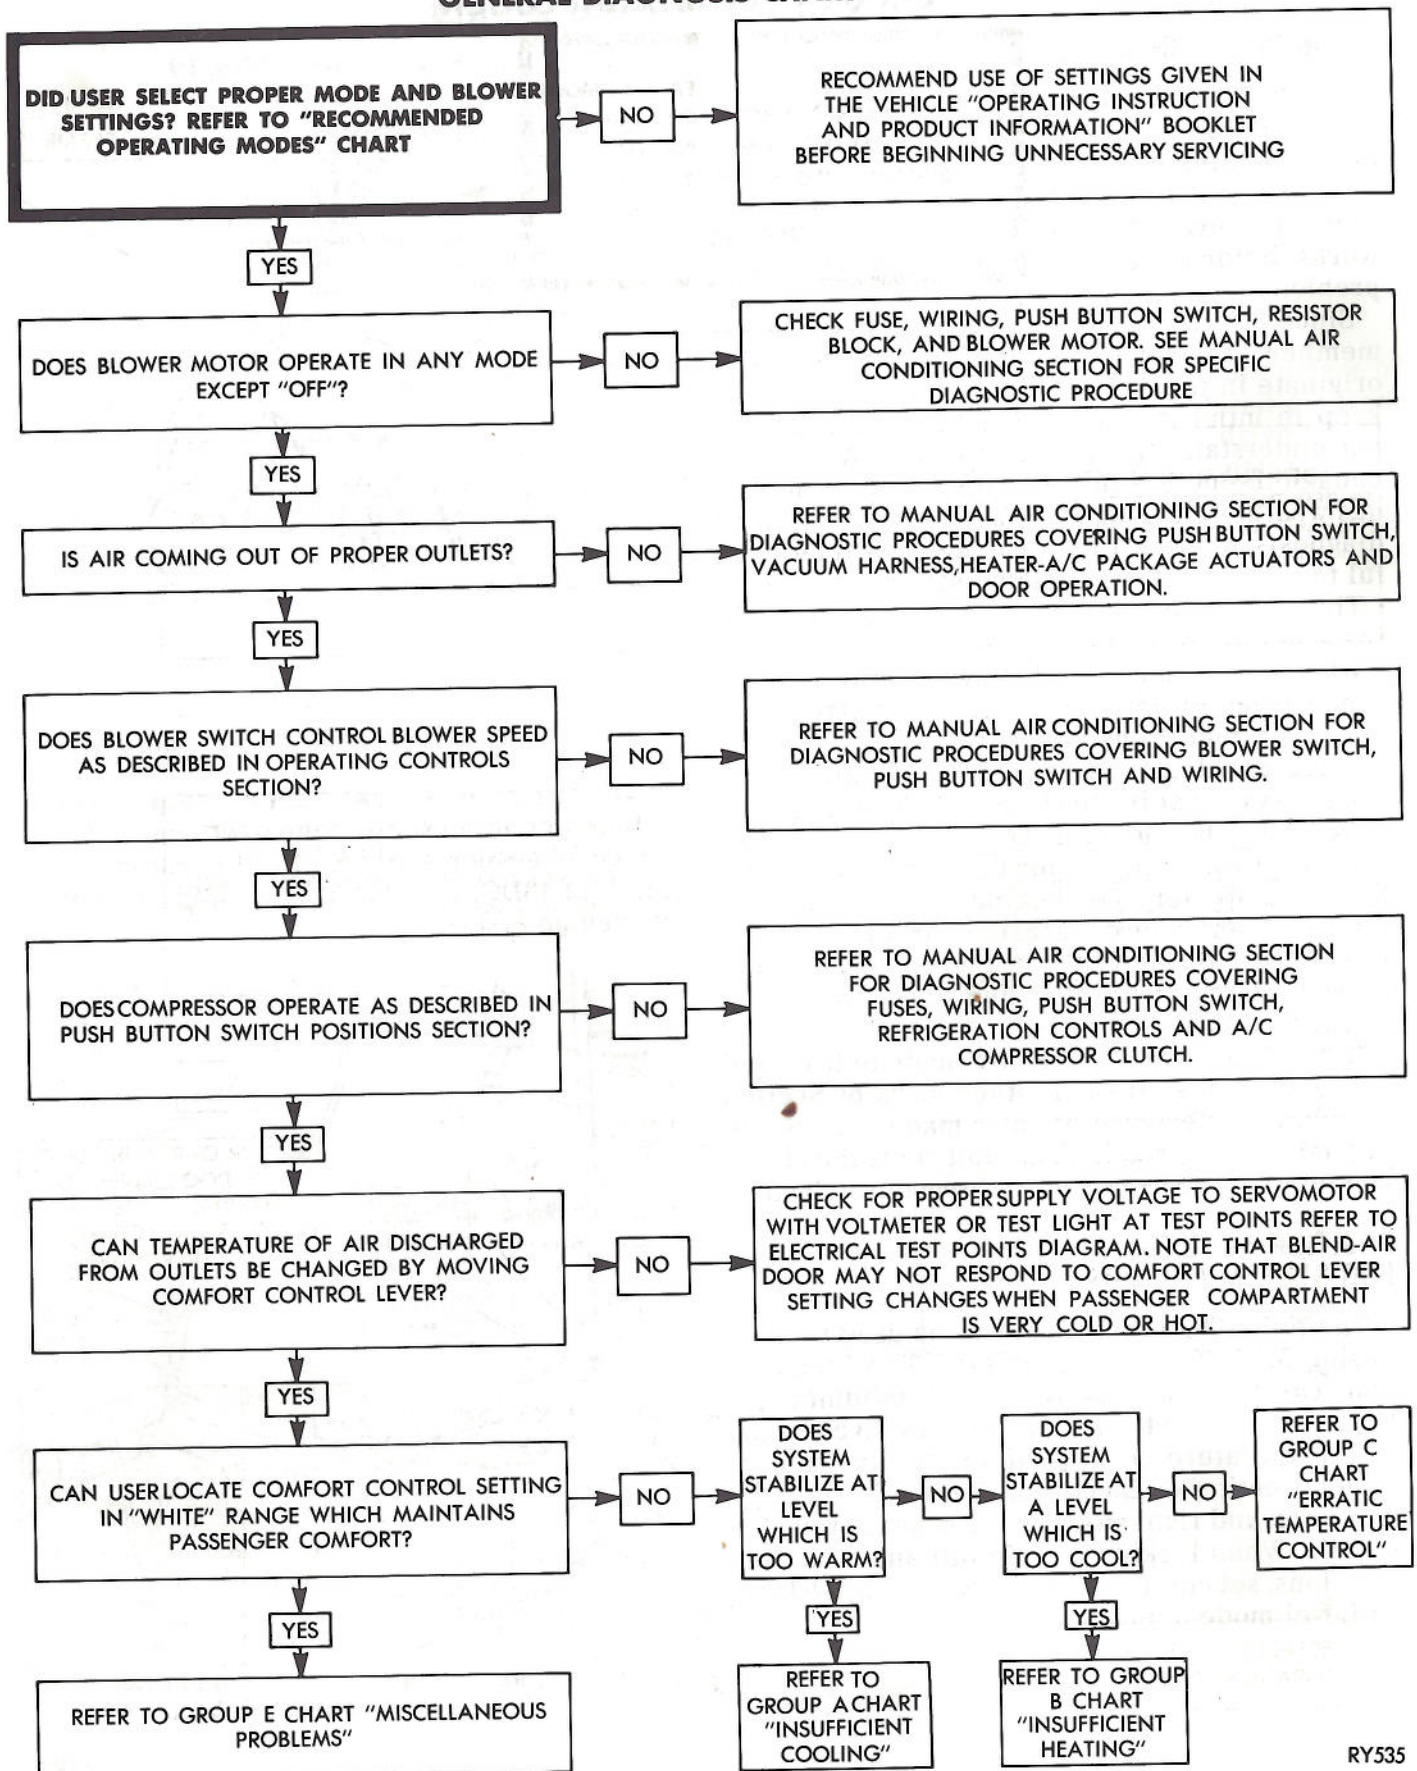 DID USER SELECT PROPER MODE AND BLOWER
SETTINGS? REFER TO "RECOMMENDED
OPERATING MODES" CHART
NO
RECOMMEND USE OF SETTINGS GIVEN IN
THE VEHICLE "OPERATING INSTRUCTION
AND PRODUCT INFORMATION" BOOKLET
BEFORE BEGINNING UNNECESSARY SERVICING
YES
DOES BLOWER MOTOR OPERATE IN ANY MODE
EXCEPT "OFF"?
NO
CHECK FUSE, WIRING, PUSH BUTTON SWITCH, RESISTOR
BLOCK, AND BLOWER MOTOR. SEE MANUAL AIR
CONDITIONING SECTION FOR SPECIFIC
DIAGNOSTIC PROCEDURE
YES
IS AIR COMING OUT OF PROPER OUTLETS?
NO
REFER TO MANUAL AIR CONDITIONING SECTION FOR
DIAGNOSTIC PROCEDURES COVERING PUSH BUTTON SWITCH,
VACUUM HARNESS, HEATER-A/C PACKAGE ACTUATORS AND
DOOR OPERATION.
YES
DOES BLOWER SWITCH CONTROL BLOWER SPEED
AS DESCRIBED IN OPERATING CONTROLS
SECTION?
NO
REFER TO MANUAL AIR CONDITIONING SECTION FOR
DIAGNOSTIC PROCEDURES COVERING BLOWER SWITCH,
PUSH BUTTON SWITCH AND WIRING.
YES
DOES COMPRESSOR OPERATE AS DESCRIBED IN
PUSH BUTTON SWITCH POSITIONS SECTION?
NO
REFER TO MANUAL AIR CONDITIONING SECTION
FOR DIAGNOSTIC PROCEDURES COVERING
FUSES, WIRING, PUSH BUTTON SWITCH,
REFRIGERATION CONTROLS AND A/C
COMPRESSOR CLUTCH.
YES
CAN TEMPERATURE OF AIR DISCHARGED
FROM OUTLETS BE CHANGED BY MOVING
COMFORT CONTROL LEVER?
NO
CHECK FOR PROPER SUPPLY VOLTAGE TO SERVOMOTOR
WITH VOLTMETER OR TEST LIGHT AT TEST POINTS REFER TO
ELECTRICAL TEST POINTS DIAGRAM. NOTE THAT BLEND-AIR
DOOR MAY NOT RESPOND TO COMFORT CONTROL LEVER
SETTING CHANGES WHEN PASSENGER COMPARTMENT
IS VERY COLD OR HOT.
YES
CAN USER LOCATE COMFORT CONTROL SETTING
IN "WHITE" RANGE WHICH MAINTAINS
PASSENGER COMFORT?
NO
DOES
SYSTEM
STABILIZE AT
LEVEL
WHICH IS
TOO WARM?
NO
DOES
SYSTEM
STABILIZE AT
A LEVEL
WHICH IS
TOO COOL?
NO
REFER TO
GROUP C
CHART
"ERRATIC
TEMPERATURE
CONTROL"
YES
YES
YES
REFER TO GROUP E CHART "MISCELLANEOUS
PROBLEMS"
REFER TO
GROUP A CHART
"INSUFFICIENT
COOLING"
REFER TO GROUP
B CHART
"INSUFFICIENT
HEATING"
RY535